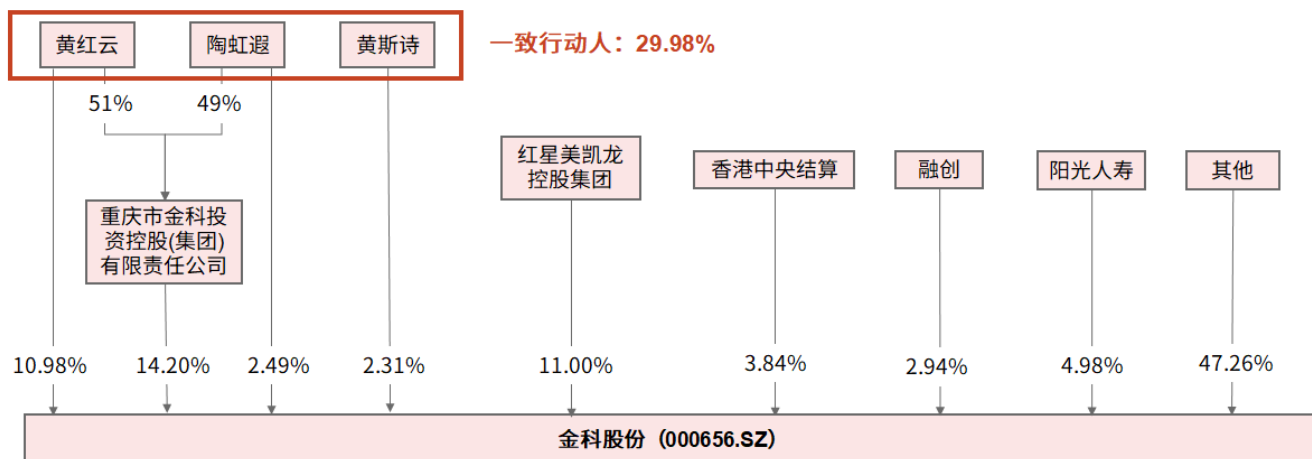 黄红云
陶虹遐
黄斯诗
一致行动人：29.98%
51%
49%
红星美凯龙
控股集团
香港中央结算
融创
阳光人寿
其他
重庆市金科投
资控股(集团)
有限责任公司
10.98%
14.20%
2.49%
2.31%
11.00%
3.84%
2.94%
4.98%
47.26%
金科股份（000656.SZ）